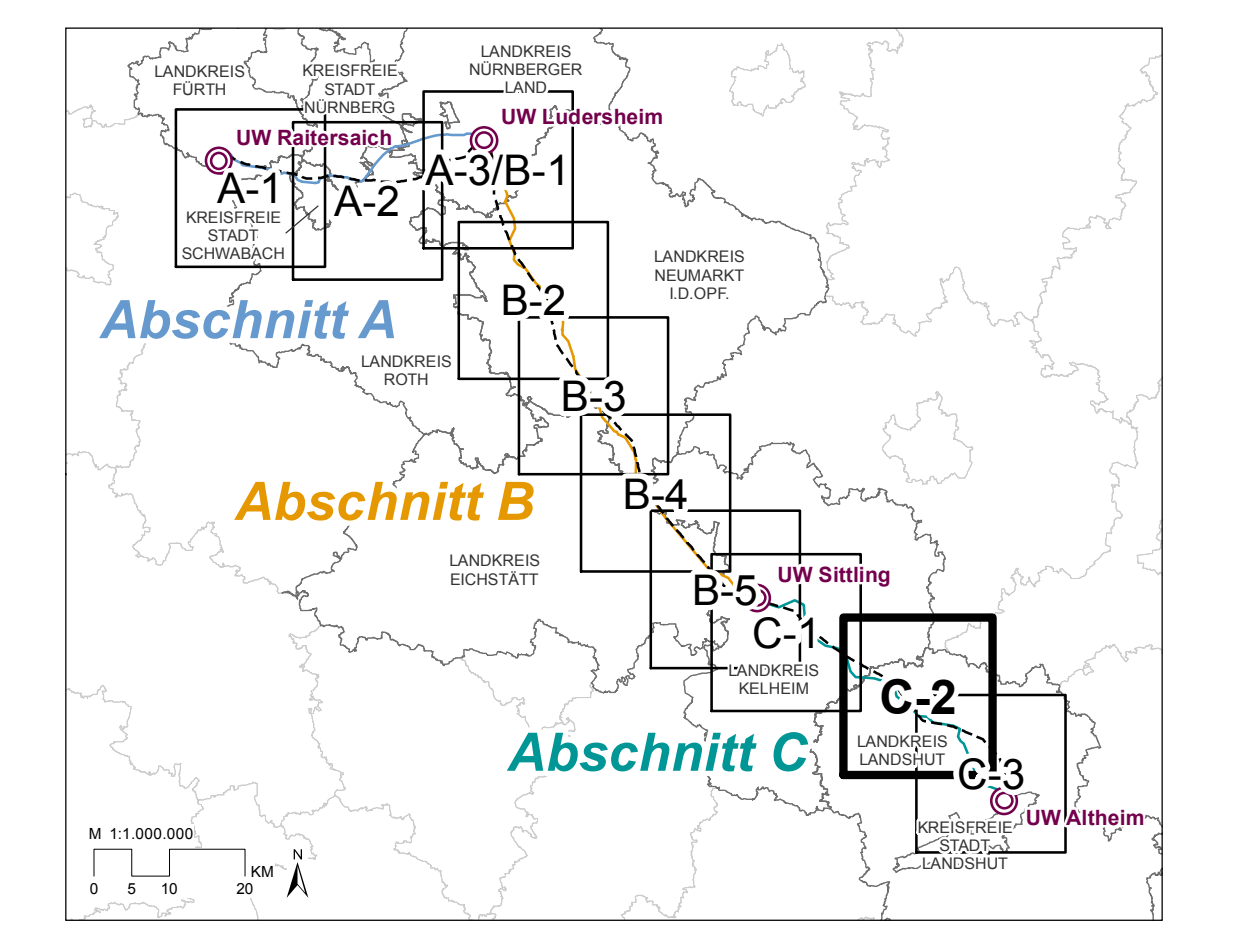 LANDKREIS
FÜRTH
KREISFREIE
STADT
NÜRNBERG
LANDKREIS
NÜRNBERGER
LAND
UW Raitersaich
UW Ludersheim
A-1
A-2
A-3/B-1
KREISFREIE
STADT
SCHWABACH
LANDKREIS
NEUMARKT
I.D.OPF.
B-2
Abschnitt A
LANDKREIS
ROTH
B-3
Abschnitt B
B-4
LANDKREIS
EICHSTÄTT
B-5
UW Sittling
C-1
LANDKREIS
KELHEIM
C-2
Abschnitt C
LANDKREIS
LANDSHUT
C-3
UW Altheim
KREISFREIE
STADT
LANDSHUT
M 1:1.000.000
N
KM
0 5 10 20